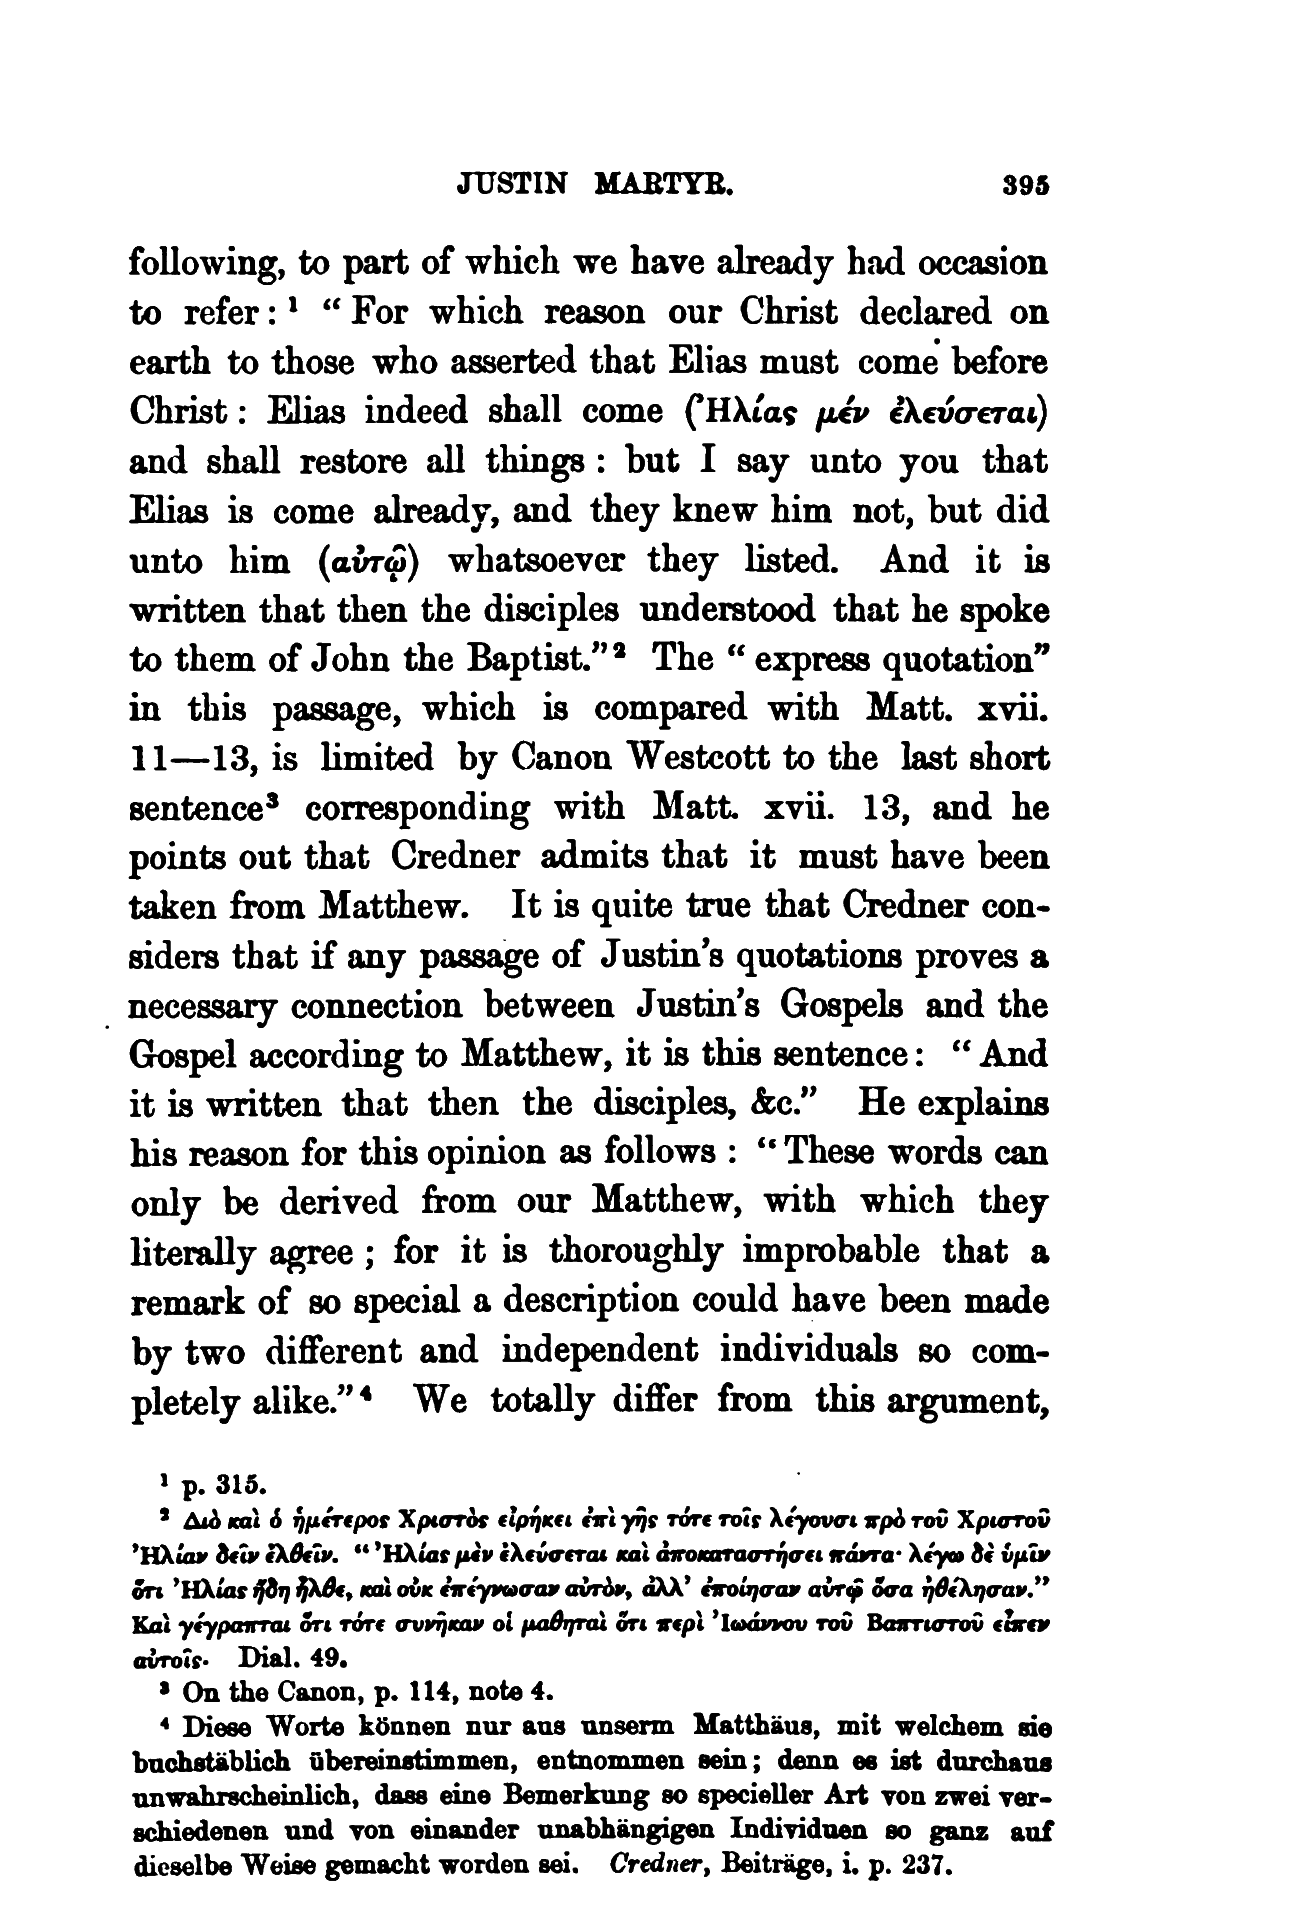 JUSTIN MARTYR. 395
following, to part of which we have already had occasion
to refer: ¹ “For which reason our Christ declared on
earth to those who asserted that Elias must come before
Christ: Elias indeed shall come (Ἠλίας μέν ἐλεύσεται)
and shall restore all things: but I say unto you that
Elias is come already, and they knew him not, but did
unto him (αὐτῷ) whatsoever they listed. And it is
written that then the disciples understood that he spoke
to them of John the Baptist.”² The “express quotation”
in this passage, which is compared with Matt. xvii.
11—13, is limited by Canon Westcott to the last short
sentence³ corresponding with Matt. xvii. 13, and he
points out that Credner admits that it must have been
taken from Matthew. It is quite true that Credner con-
siders that if any passage of Justin’s quotations proves a
necessary connection between Justin’s Gospels and the
Gospel according to Matthew, it is this sentence: “And
it is written that then the disciples, &c.” He explains
his reason for this opinion as follows: “These words can
only be derived from our Matthew, with which they
literally agree; for it is thoroughly improbable that a
remark of so special a description could have been made
by two different and independent individuals so com-
pletely alike.”⁴ We totally differ from this argument,
¹ p. 315.
² Διὸ καὶ ὁ ἡμέτερος Χριστὸς εἰρήκει ἐπὶ γῆς τότε τοῖς λέγουσι πρὸ τοῦ Χριστοῦ
Ἠλίαν δεῖν ἐλθεῖν. “Ἠλίας μὲν ἐλεύσεται καὶ ἀποκαταστήσει πάντα· λέγω δὲ ὑμῖν
ὅτι Ἠλίας ἤδη ἦλθε, καὶ οὐκ ἐπέγνωσαν αὐτὸν, ἀλλ’ ἐποίησαν αὐτῷ ὅσα ἠθέλησαν.”
Καὶ γέγραπται ὅτι τότε συνῆκαν οἱ μαθηταὶ ὅτι περὶ Ἰωάννου τοῦ Βαπτιστοῦ εἶπεν
αὐτοῖς· Dial. 49.
³ On the Canon, p. 114, note 4.
⁴ Diese Worte können nur aus unserm Matthäus, mit welchem sie
buchstäblich übereinstimmen, entnommen sein; denn es ist durchaus
unwahrscheinlich, dass eine Bemerkung so specieller Art von zwei ver-
schiedenen und von einander unabhängigen Individuen so ganz auf
dieselbe Weise gemacht worden sei. Credner, Beiträge, i. p. 237.